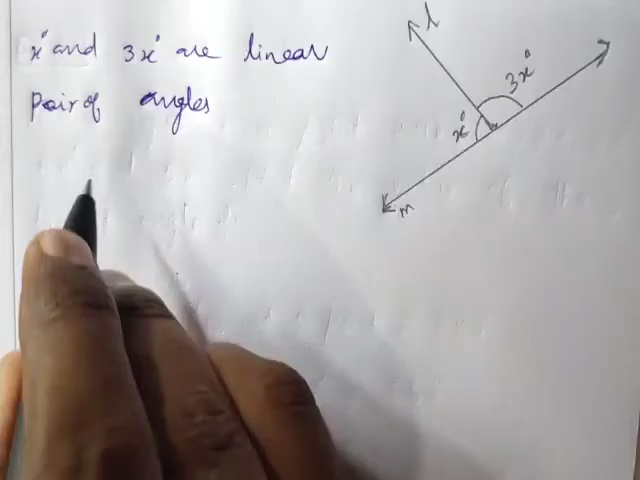 x° and 3x° are linear
pair of angles
l
3x°
x°
m